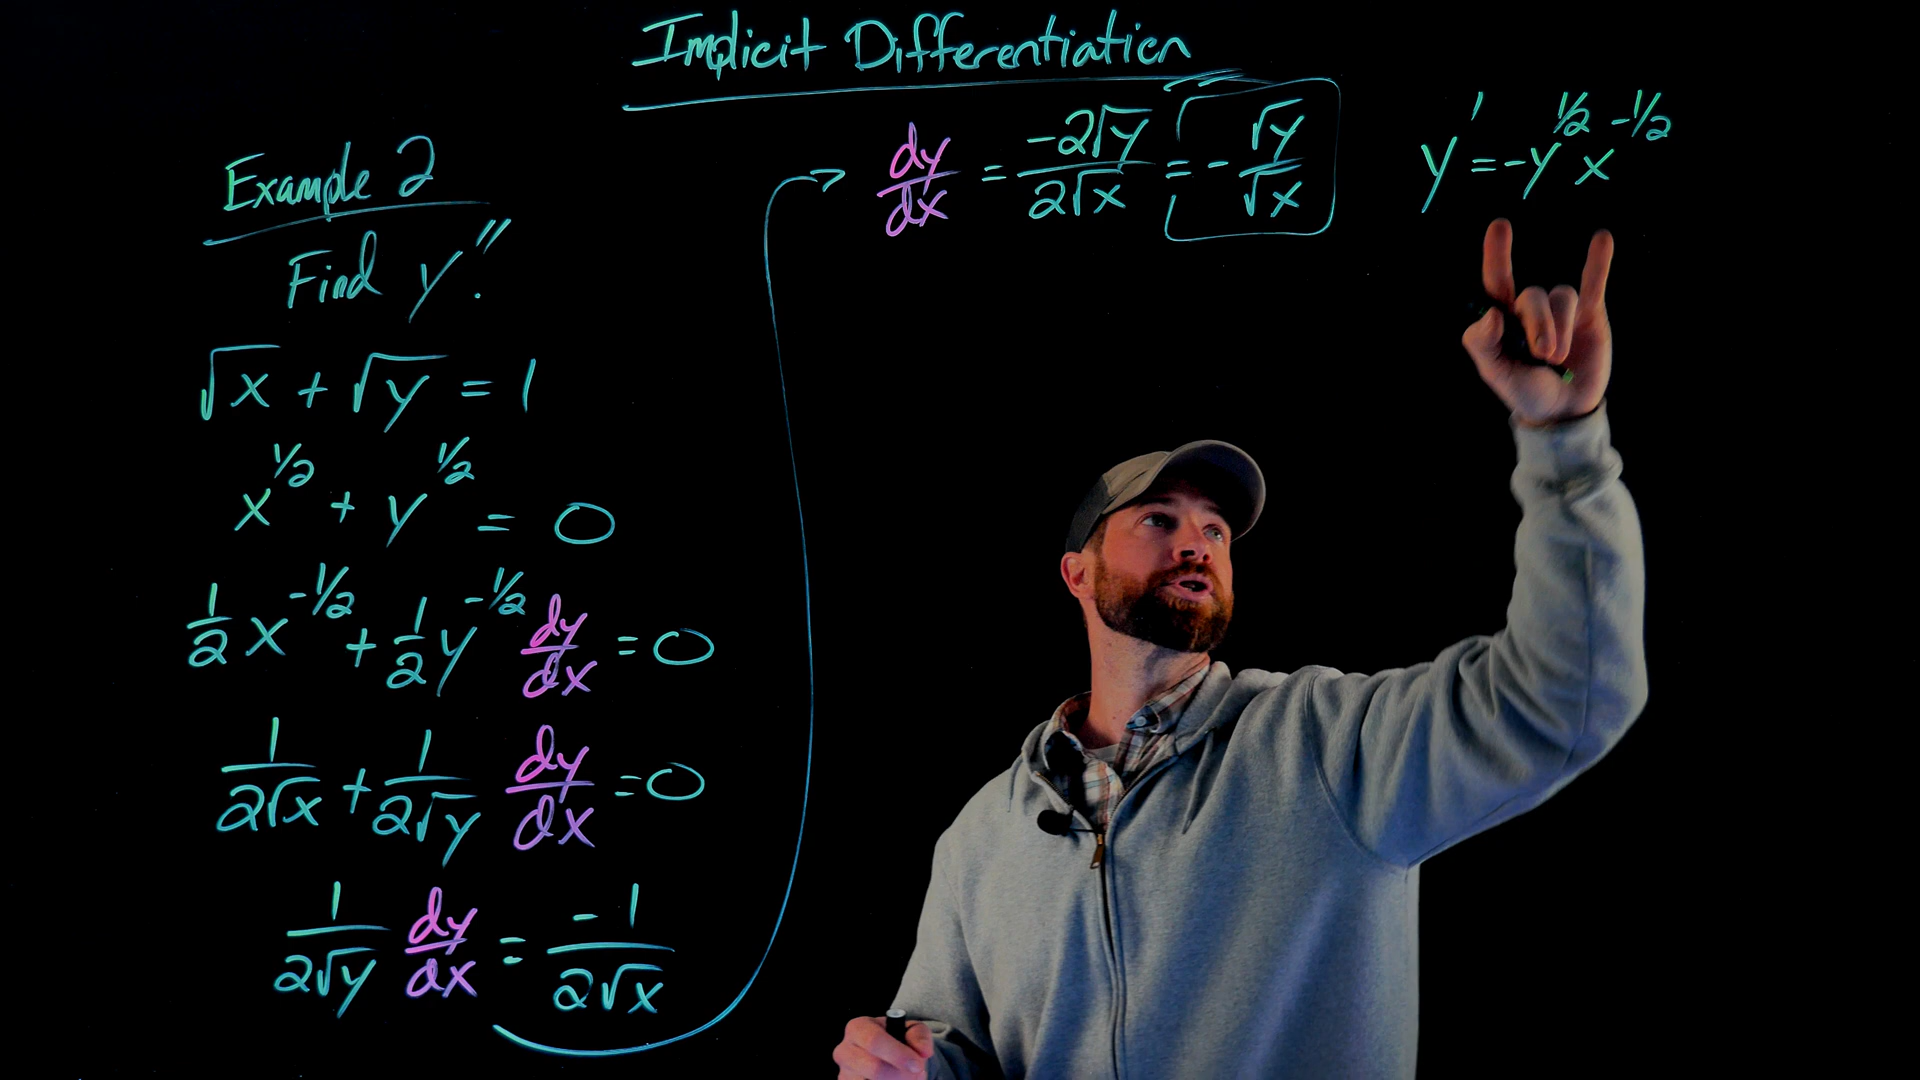 Implicit Differentiation
Example 2
Find y".
√x + √y = 1
x^1/2 + y^1/2 = 0
1/2 x^-1/2 + 1/2 y^-1/2 dy/dx = 0
1/2√x + 1/2√y dy/dx = 0
1/2√y dy/dx = -1/2√x
dy/dx = -2√y/2√x = -√y/√x
y' = -y^1/2 x^-1/2